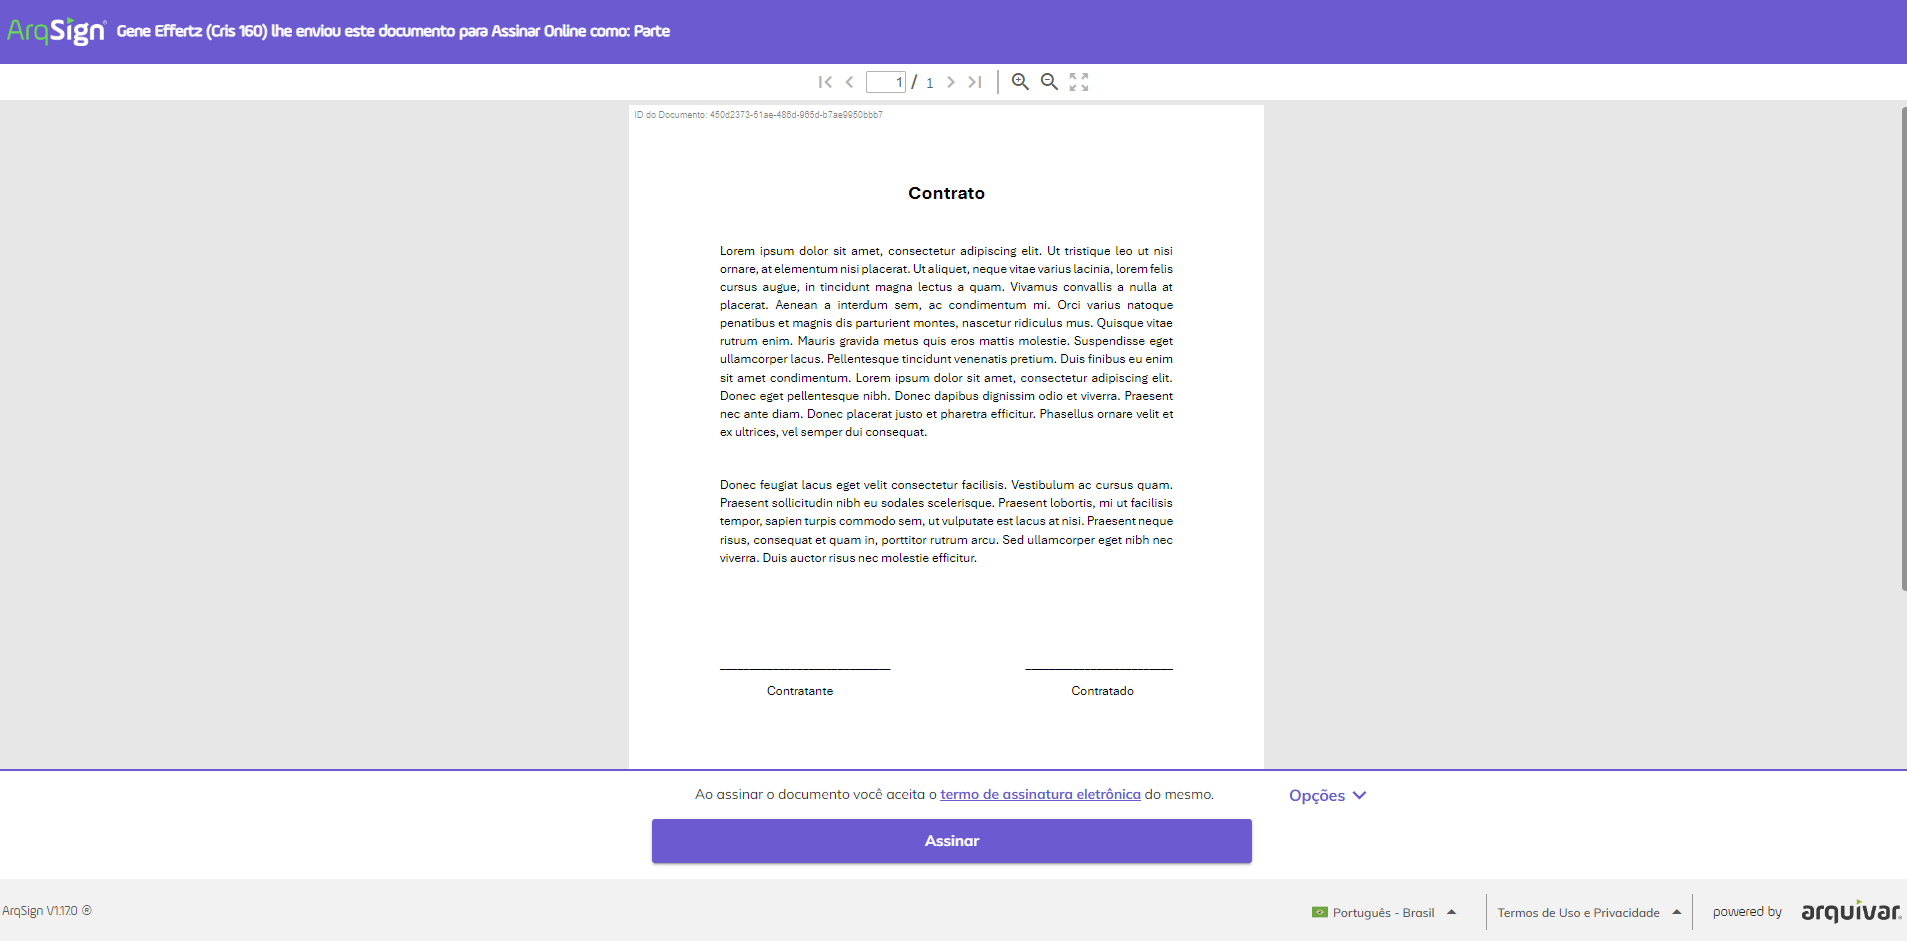 ArqSign® Gene Effertz (Cris 160) lhe enviou este documento para Assinar Online como: Parte
1 / 1
ID do Documento: 450d2373-51ae-486d-965d-b7ae9950bbb7
Contrato
Lorem ipsum dolor sit amet, consectetur adipiscing elit. Ut tristique leo ut nisi
ornare, at elementum nisi placerat. Ut aliquet, neque vitae varius lacinia, lorem felis
cursus augue, in tincidunt magna lectus a quam. Vivamus convallis a nulla at
placerat. Aenean a interdum sem, ac condimentum mi. Orci varius natoque
penatibus et magnis dis parturient montes, nascetur ridiculus mus. Quisque vitae
rutrum enim. Mauris gravida metus quis eros mattis molestie. Suspendisse eget
ullamcorper lacus. Pellentesque tincidunt venenatis pretium. Duis finibus eu enim
sit amet condimentum. Lorem ipsum dolor sit amet, consectetur adipiscing elit.
Donec eget pellentesque nibh. Donec dapibus dignissim odio et viverra. Praesent
nec ante diam. Donec placerat justo et pharetra efficitur. Phasellus ornare velit et
ex ultrices, vel semper dui consequat.
Donec feugiat lacus eget velit consectetur facilisis. Vestibulum ac cursus quam.
Praesent sollicitudin nibh eu sodales scelerisque. Praesent lobortis, mi ut facilisis
tempor, sapien turpis commodo sem, ut vulputate est lacus at nisi. Praesent neque
risus, consequat et quam in, porttitor rutrum arcu. Sed ullamcorper eget nibh nec
viverra. Duis auctor risus nec molestie efficitur.
Contratante Contratado
Ao assinar o documento você aceita o termo de assinatura eletrônica do mesmo. Opções
Assinar
ArqSign V1.17.0 ® Português - Brasil Termos de Uso e Privacidade powered by arquivar